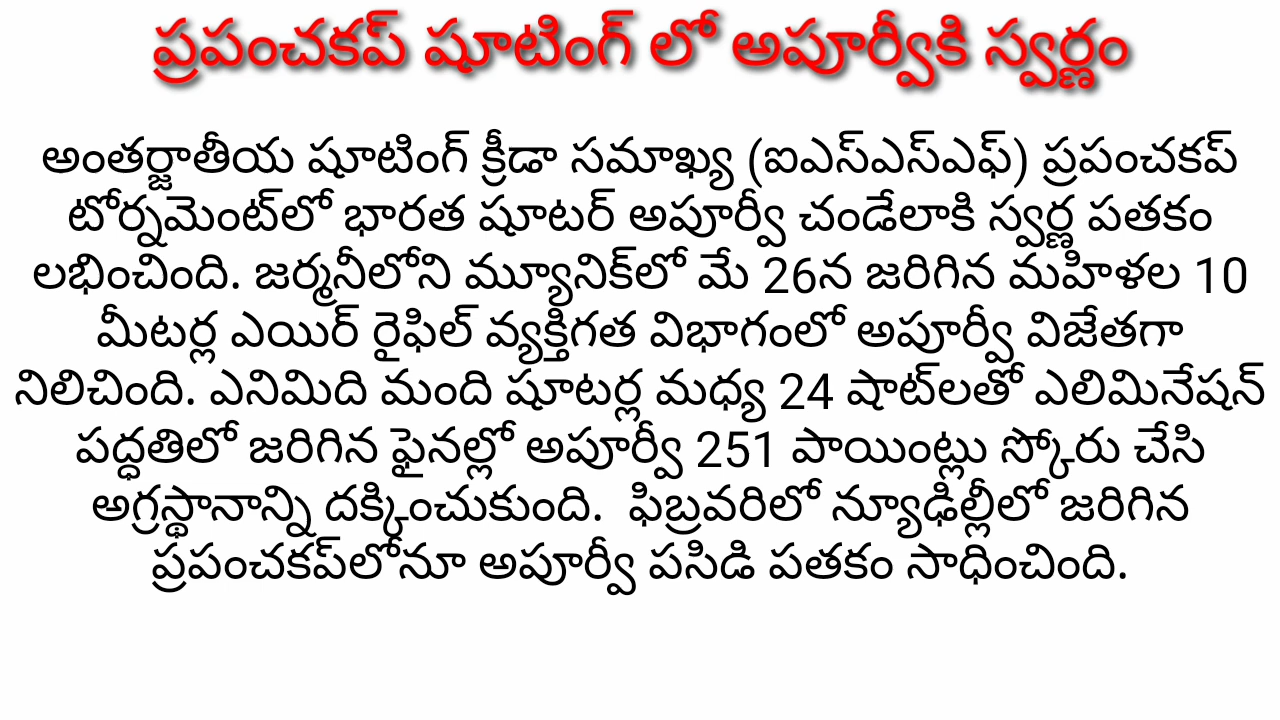 ప్రపంచకప్ షూటింగ్ లో అపూర్వీకి స్వర్ణం
అంతర్జాతీయ షూటింగ్ క్రీడా సమాఖ్య (ఐఎస్ఎస్ఎఫ్) ప్రపంచకప్
టోర్నమెంట్‌లో భారత షూటర్ అపూర్వీ చండేలాకి స్వర్ణ పతకం
లభించింది. జర్మనీలోని మ్యూనిక్‌లో మే 26న జరిగిన మహిళల 10
మీటర్ల ఎయిర్ రైఫిల్ వ్యక్తిగత విభాగంలో అపూర్వీ విజేతగా
నిలిచింది. ఎనిమిది మంది షూటర్ల మధ్య 24 షాట్‌లతో ఎలిమినేషన్
పద్ధతిలో జరిగిన ఫైనల్లో అపూర్వీ 251 పాయింట్లు స్కోరు చేసి
అగ్రస్థానాన్ని దక్కించుకుంది.  ఫిబ్రవరిలో న్యూఢిల్లీలో జరిగిన
ప్రపంచకప్‌లోనూ అపూర్వీ పసిడి పతకం సాధించింది.